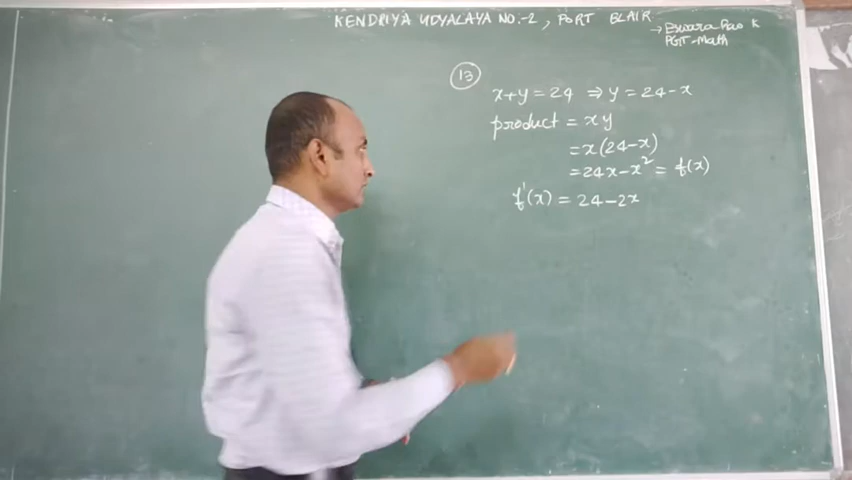 KENDRIYA VIDYALAYA NO.-2, PORT BLAIR
→ Eswara Rao K
PGT-Math
13
x+y=24 ⇒ y=24-x
product = xy
=x(24-x)
=24x-x² = f(x)
f'(x) = 24-2x